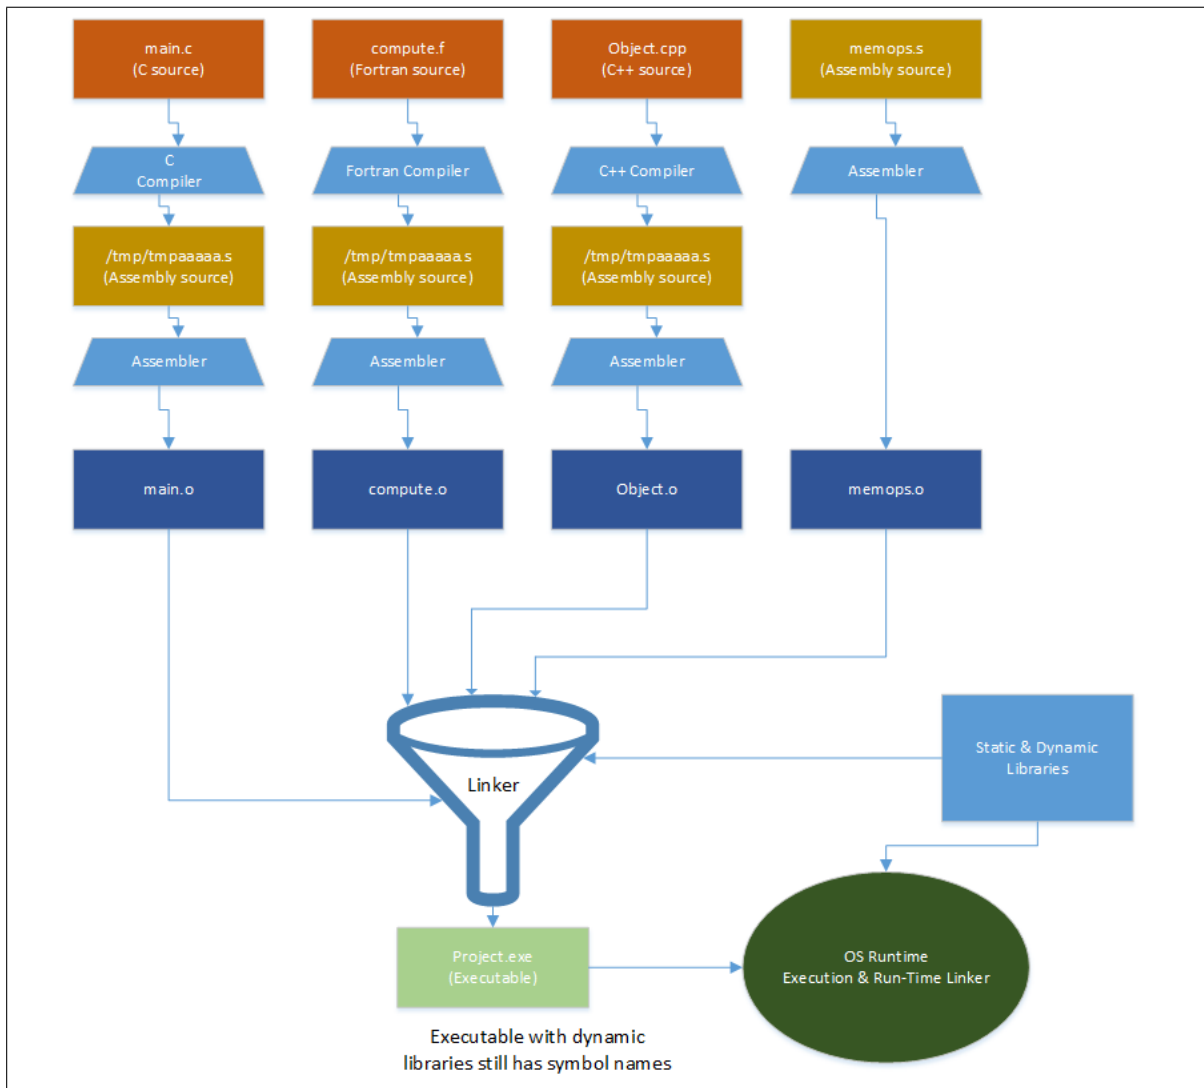 main.c
(C source)
compute.f
(Fortran source)
Object.cpp
(C++ source)
memops.s
(Assembly source)
C
Compiler
Fortran Compiler
C++ Compiler
Assembler
/tmp/tmpaaaaa.s
(Assembly source)
/tmp/tmpaaaaa.s
(Assembly source)
/tmp/tmpaaaaa.s
(Assembly source)
Assembler
Assembler
Assembler
main.o
compute.o
Object.o
memops.o
Linker
Static & Dynamic
Libraries
Project.exe
(Executable)
OS Runtime
Execution & Run-Time Linker
Executable with dynamic
libraries still has symbol names